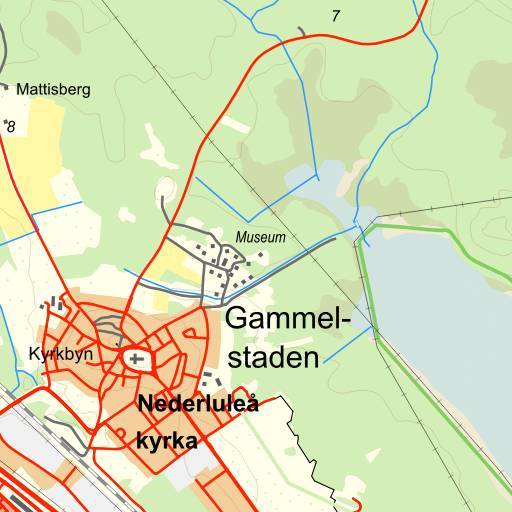 7
Mattisberg
8
Museum
Gammel-
staden
Kyrkbyn
Nederluleå
kyrka